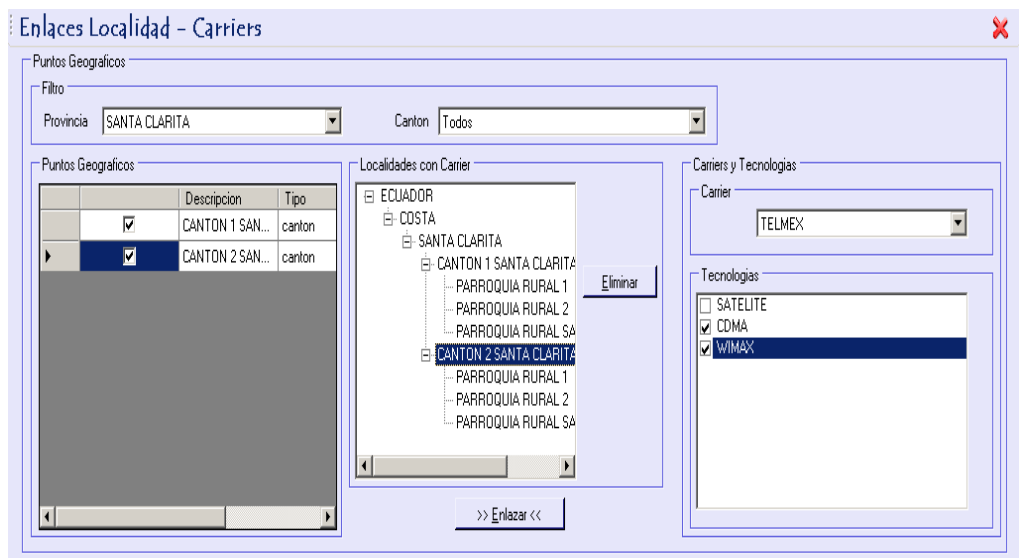 Enlaces Localidad - Carriers
Puntos Geograficos
Filtro
Provincia SANTA CLARITA Canton Todos
Puntos Geograficos
Descripcion Tipo
CANTON 1 SAN... canton
CANTON 2 SAN... canton
Localidades con Carrier
ECUADOR
COSTA
SANTA CLARITA
CANTON 1 SANTA CLARITA
PARROQUIA RURAL 1
PARROQUIA RURAL 2
PARROQUIA RURAL SA
CANTON 2 SANTA CLARITA
PARROQUIA RURAL 1
PARROQUIA RURAL 2
PARROQUIA RURAL SA
Eliminar
>> Enlazar <<
Carriers y Tecnologias
Carrier
TELMEX
Tecnologias
SATELITE
CDMA
WIMAX